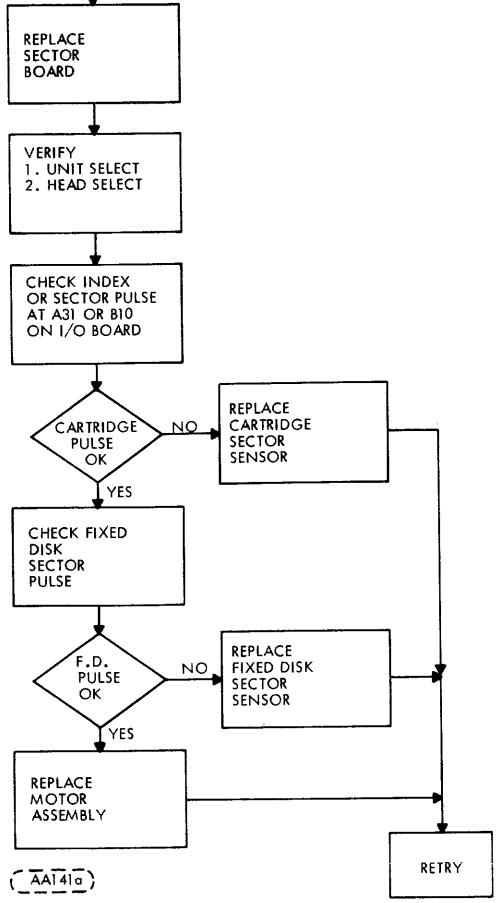 REPLACE
SECTOR
BOARD
VERIFY
1. UNIT SELECT
2. HEAD SELECT
CHECK INDEX
OR SECTOR PULSE
AT A31 OR B10
ON I/O BOARD
CARTRIDGE
PULSE
OK
NO
REPLACE
CARTRIDGE
SECTOR
SENSOR
YES
CHECK FIXED
DISK
SECTOR
PULSE
F.D.
PULSE
OK
NO
REPLACE
FIXED DISK
SECTOR
SENSOR
YES
REPLACE
MOTOR
ASSEMBLY
RETRY
AA141a